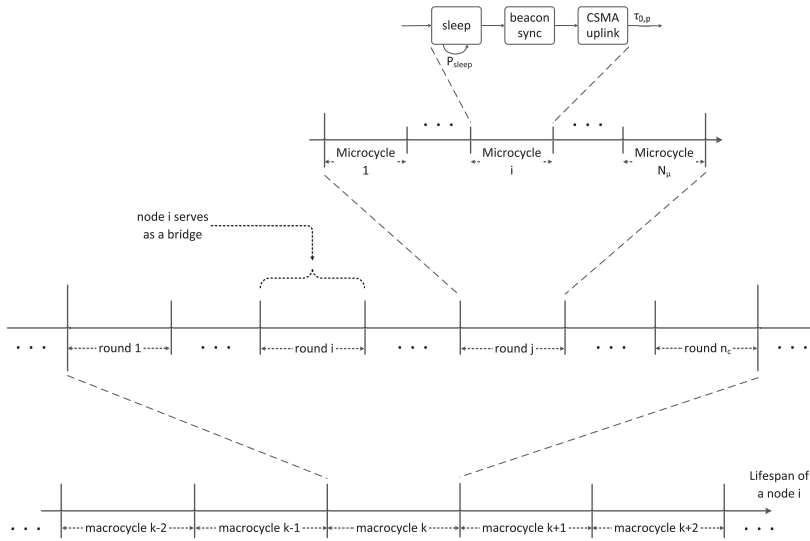 sleep
beacon
sync
CSMA
uplink
τD,p
Psleep
. . .
. . .
Microcycle
1
Microcycle
i
Microcycle
Nμ
node i serves
as a bridge
. . .
round 1
. . .
round i
. . .
round j
. . .
round nc
. . .
Lifespan of
a node i
. . .
macrocycle k-2
macrocycle k-1
macrocycle k
macrocycle k+1
macrocycle k+2
. . .